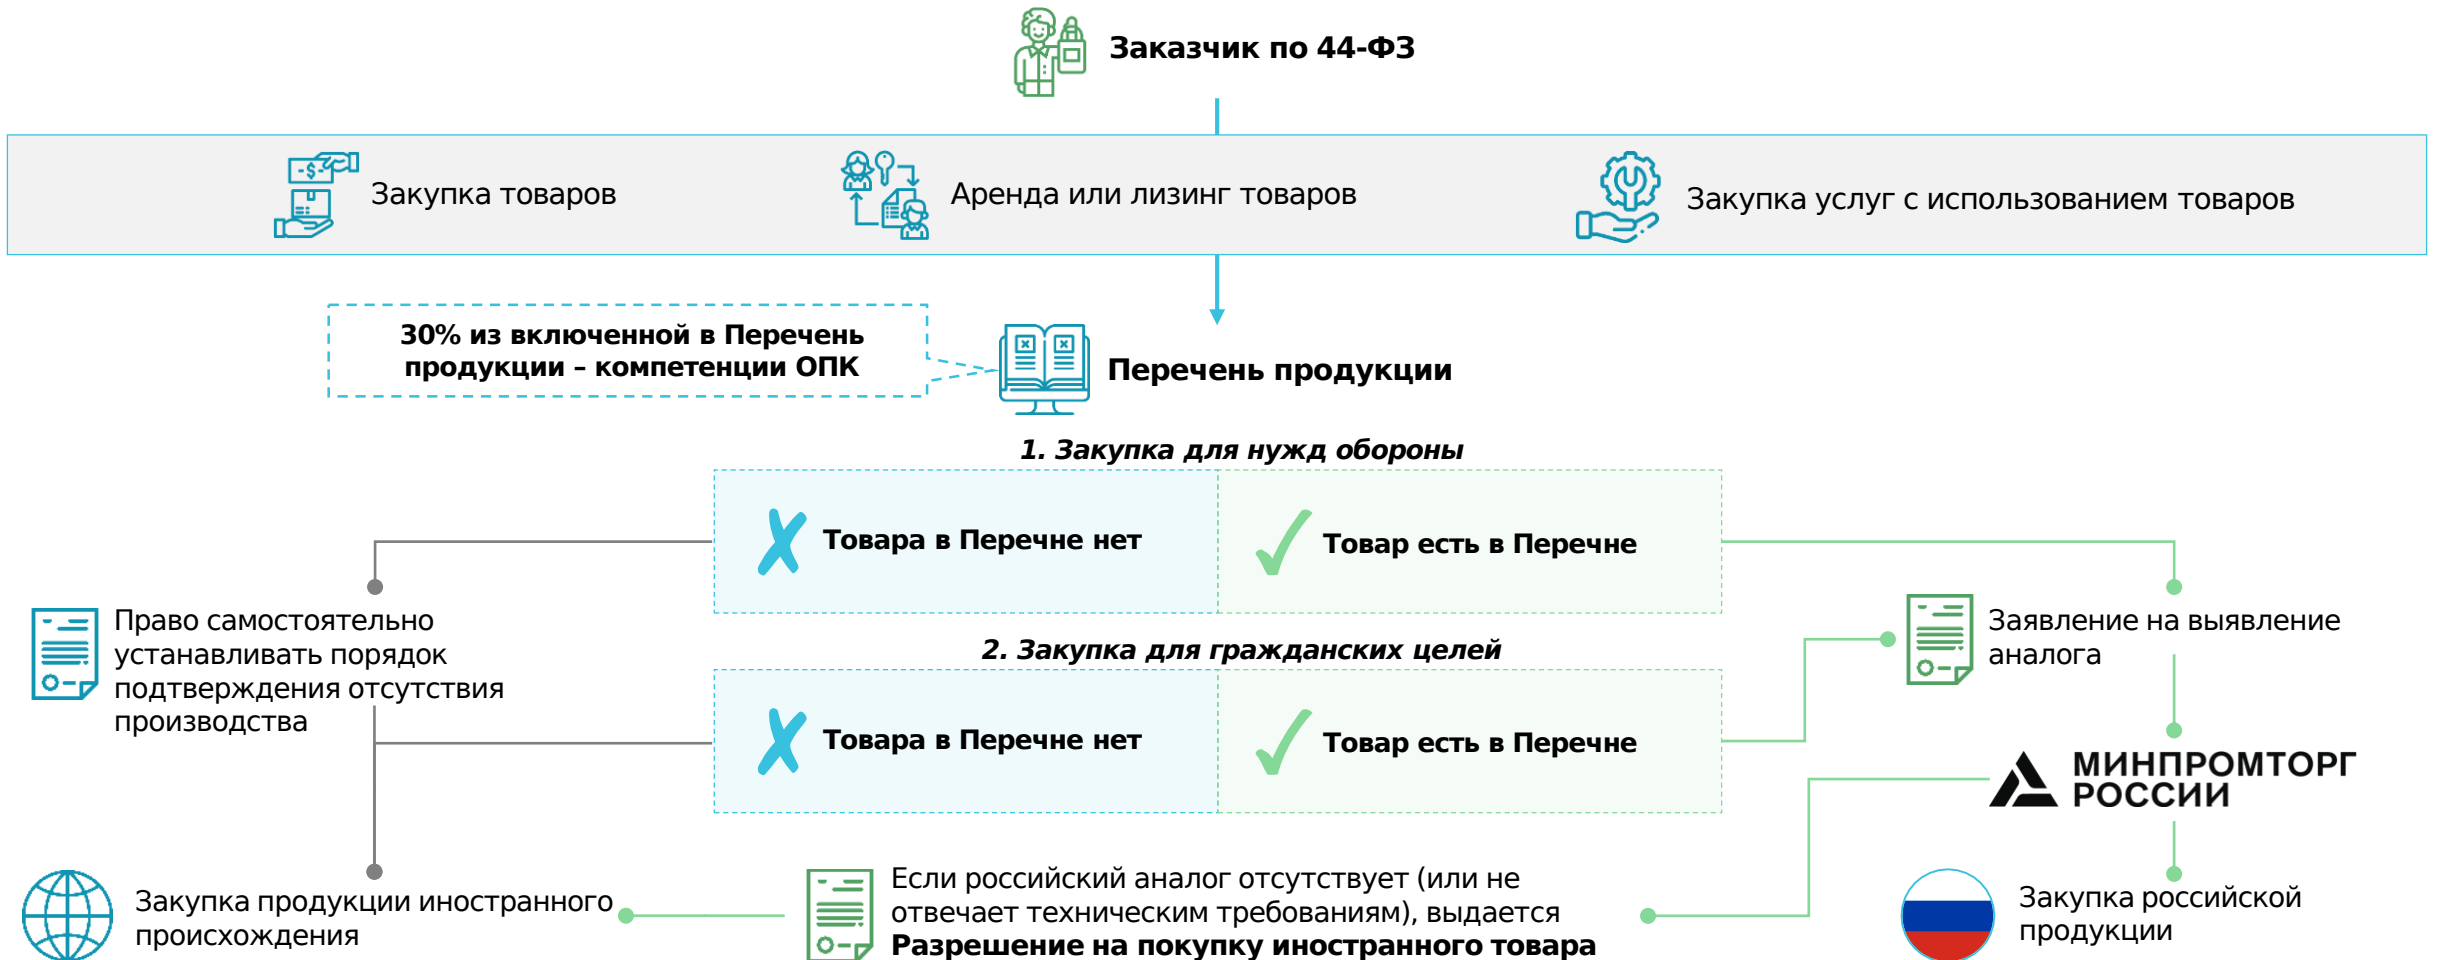 Заказчик по 44-ФЗ
Закупка товаров
Аренда или лизинг товаров
Закупка услуг с использованием товаров
30% из включенной в Перечень
продукции – компетенции ОПК
Перечень продукции
1. Закупка для нужд обороны
Товара в Перечне нет
Товар есть в Перечне
Право самостоятельно
устанавливать порядок
подтверждения отсутствия
производства
Заявление на выявление
аналога
2. Закупка для гражданских целей
Товара в Перечне нет
Товар есть в Перечне
МИНПРОМТОРГ
РОССИИ
Закупка продукции иностранного
происхождения
Если российский аналог отсутствует (или не
отвечает техническим требованиям), выдается
Разрешение на покупку иностранного товара
Закупка российской
продукции